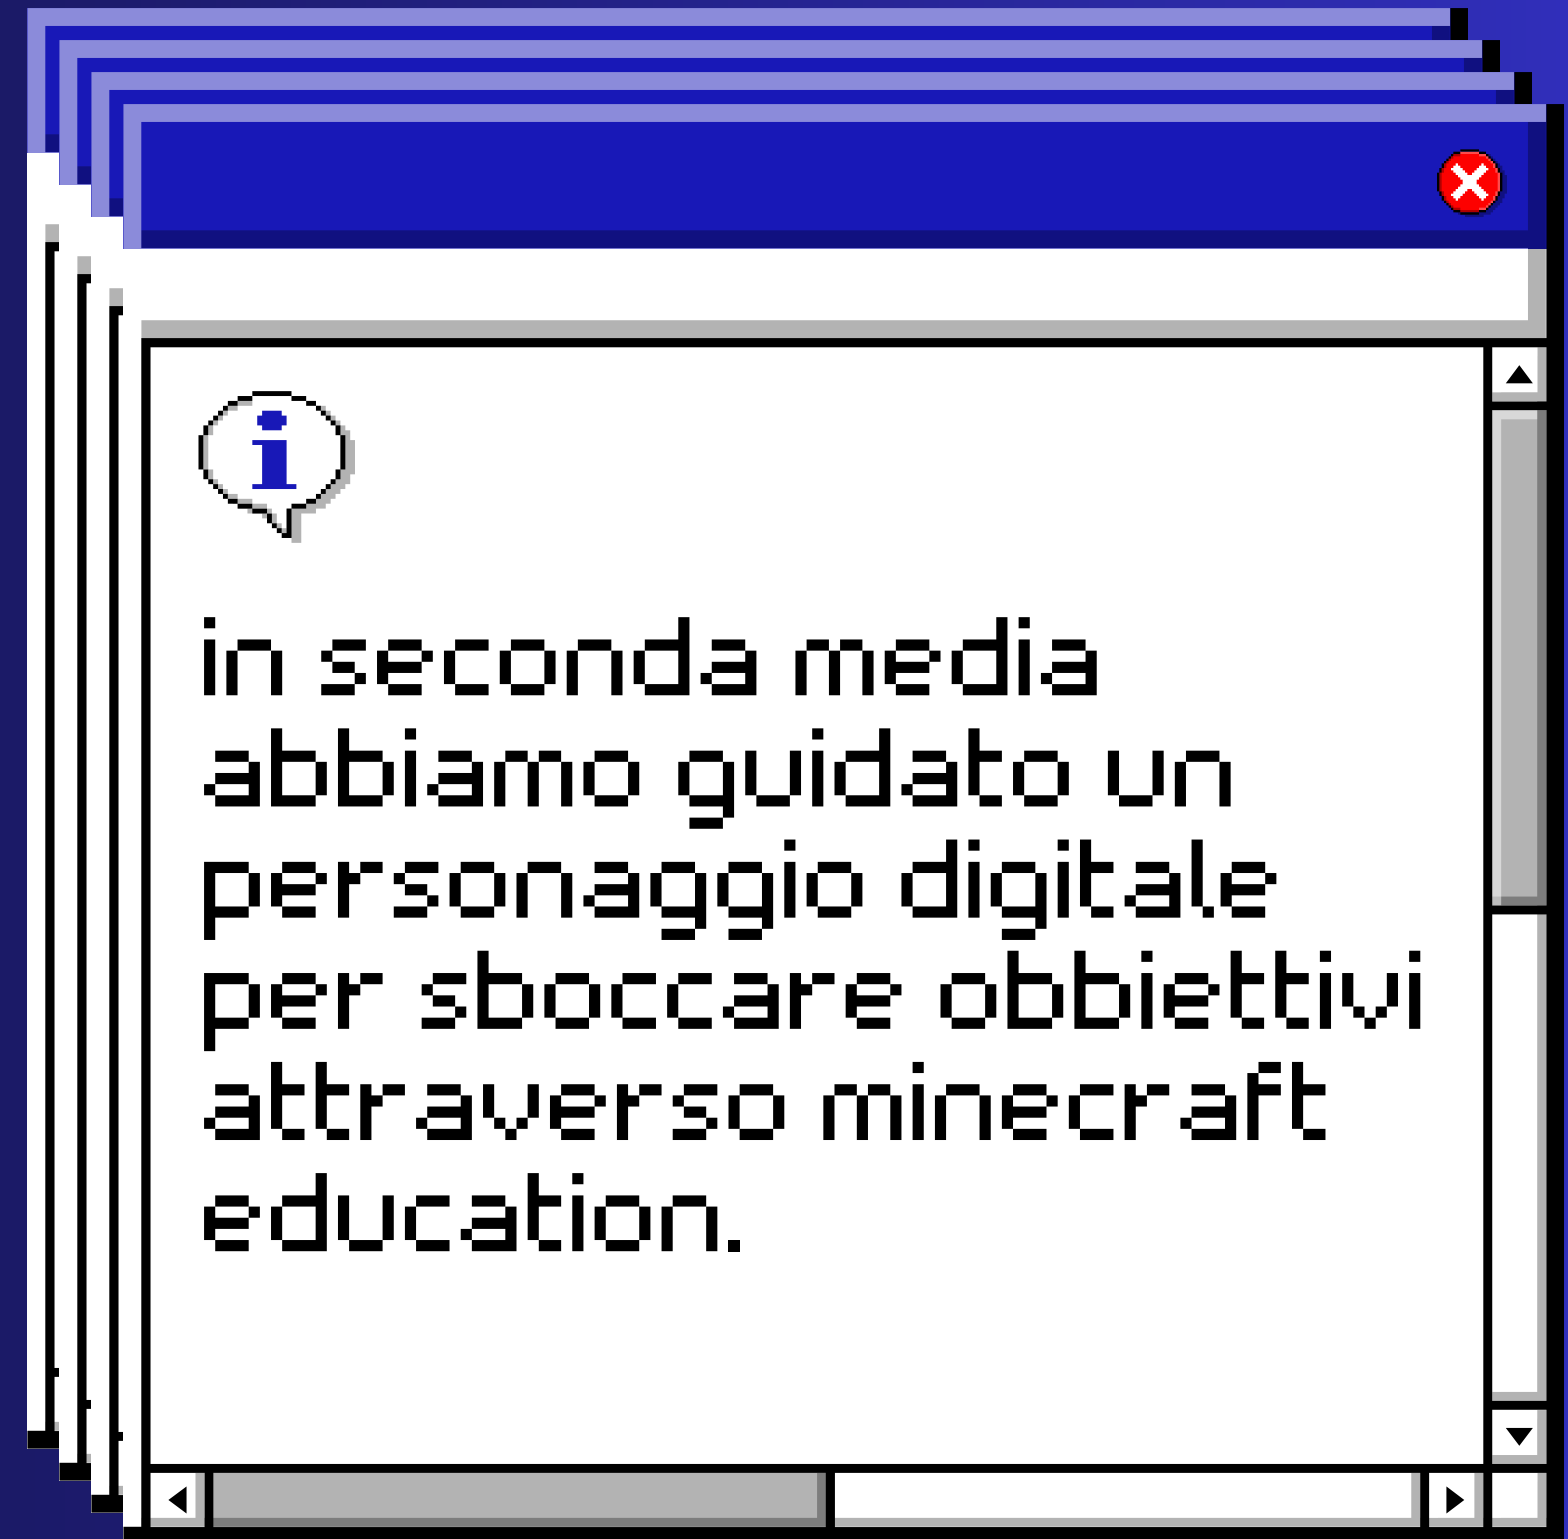 i
in seconda media
abbiamo guidato un
personaggio digitale
per sboccare obbiettivi
attraverso minecraft
education.